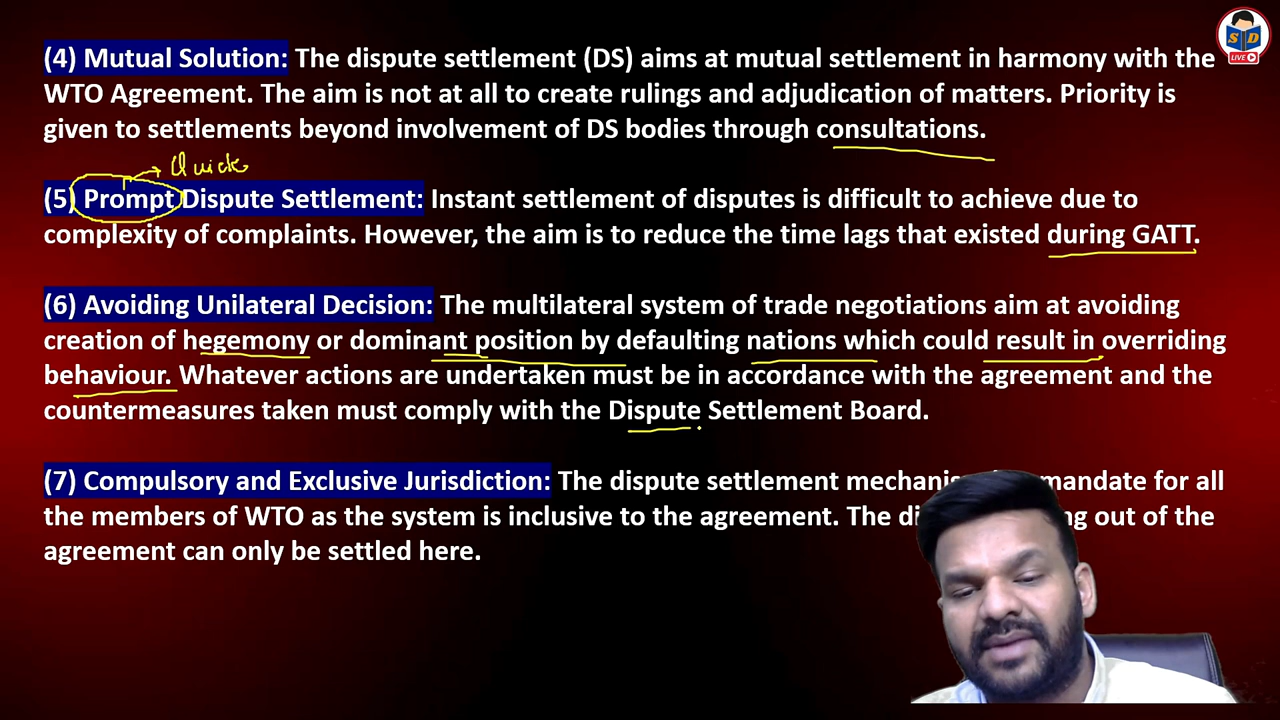 S D
LIVE
(4) Mutual Solution: The dispute settlement (DS) aims at mutual settlement in harmony with the
WTO Agreement. The aim is not at all to create rulings and adjudication of matters. Priority is
given to settlements beyond involvement of DS bodies through consultations.
Quick
(5) Prompt Dispute Settlement: Instant settlement of disputes is difficult to achieve due to
complexity of complaints. However, the aim is to reduce the time lags that existed during GATT.
(6) Avoiding Unilateral Decision: The multilateral system of trade negotiations aim at avoiding
creation of hegemony or dominant position by defaulting nations which could result in overriding
behaviour. Whatever actions are undertaken must be in accordance with the agreement and the
countermeasures taken must comply with the Dispute Settlement Board.
(7) Compulsory and Exclusive Jurisdiction: The dispute settlement mandate for all
the members of WTO as the system is inclusive to the agreement. The out of the
agreement can only be settled here.